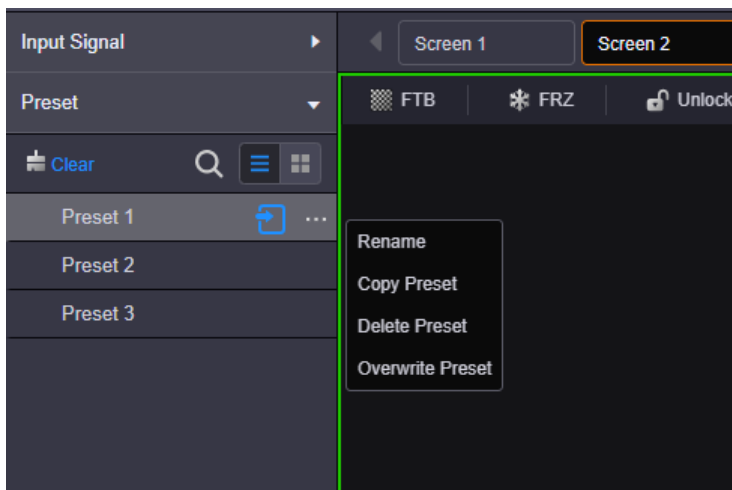 Input Signal
Screen 1
Screen 2
Preset
FTB
FRZ
Unlock
Clear
Preset 1
Preset 2
Preset 3
Rename
Copy Preset
Delete Preset
Overwrite Preset